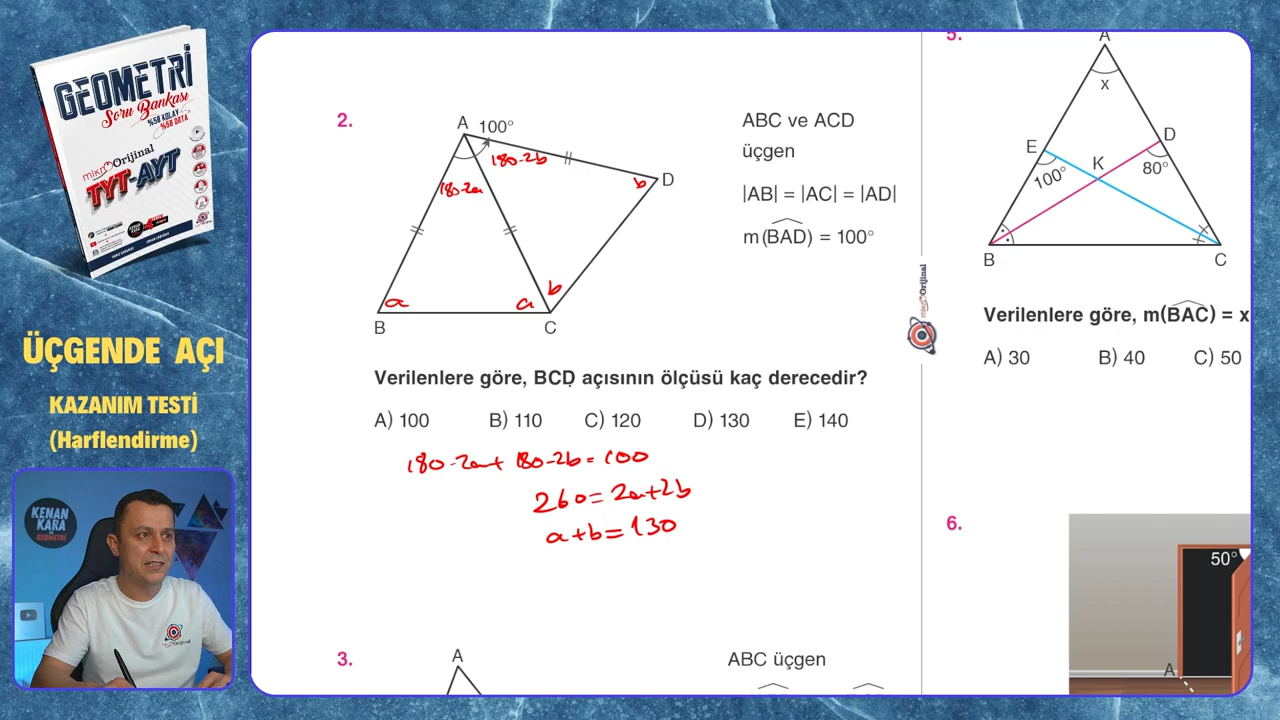 GEOMETRİ
Soru Bankası
%50 KOLAY
%50 ORTA
mikro Orijinal
TYT-AYT
ÜÇGENDE AÇI
KAZANIM TESTİ
(Harflendirme)
KENAN
KARA
GEOMETRİ
2.
A
100°
180-2b
180-2a
b
D
a
a
b
B
C
ABC ve ACD
üçgen
|AB| = |AC| = |AD|
m(BAD) = 100°
Verilenlere göre, BCD açısının ölçüsü kaç derecedir?
A) 100 B) 110 C) 120 D) 130 E) 140
180-2a+ 180-2b=100
260=2a+2b
a+b=130
3.
A
ABC üçgen
mikro Orijinal
5.
A
x
E
D
K
100°
80°
B
C
Verilenlere göre, m(BAC) = x
A) 30 B) 40 C) 50
6.
50°
A